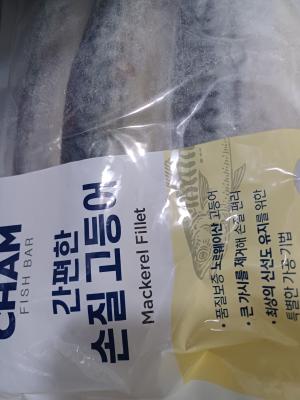 CHAM
FISH BAR
간편한
손질 고등어
Mackerel Fillet
• 품질보증 노르웨이산 고등어
• 큰 가시를 제거해 손질 편리
• 최상의 신선도 유지를 위한
특별한 가공기법